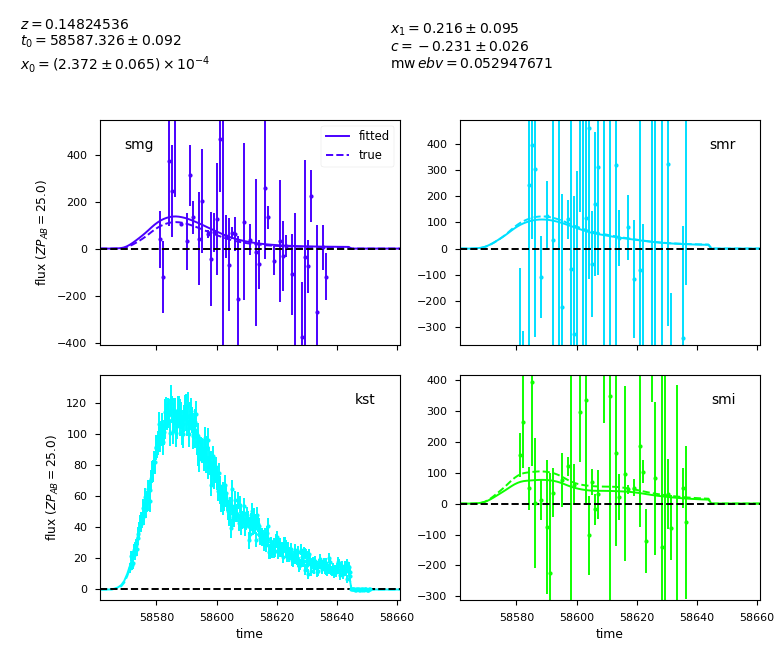 z = 0.14824536
t₀ = 58587.326 ± 0.092
x₀ = (2.372 ± 0.065) × 10⁻⁴
x₁ = 0.216 ± 0.095
c = −0.231 ± 0.026
mw ebv = 0.052947671
smg
fitted
true
flux (ZP_AB = 25.0)
400
200
0
−200
−400
smr
400
300
200
100
0
−100
−200
−300
kst
flux (ZP_AB = 25.0)
120
100
80
60
40
20
0
58580 58600 58620 58640 58660
time
smi
400
300
200
100
0
−100
−200
−300
58580 58600 58620 58640 58660
time